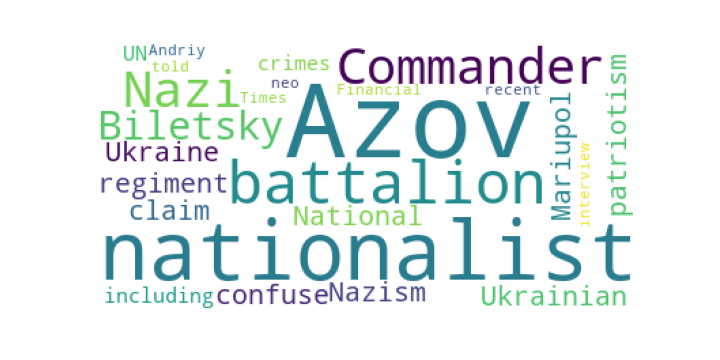 UN Andriy
told
crimes
Commander
Nazi
neo
Times
Financial
recent
Azov
Biletsky
Ukraine
battalion
Mariupol
patriotism
interview
regiment
claim
National
nationalist
including
confuse
Nazism
Ukrainian